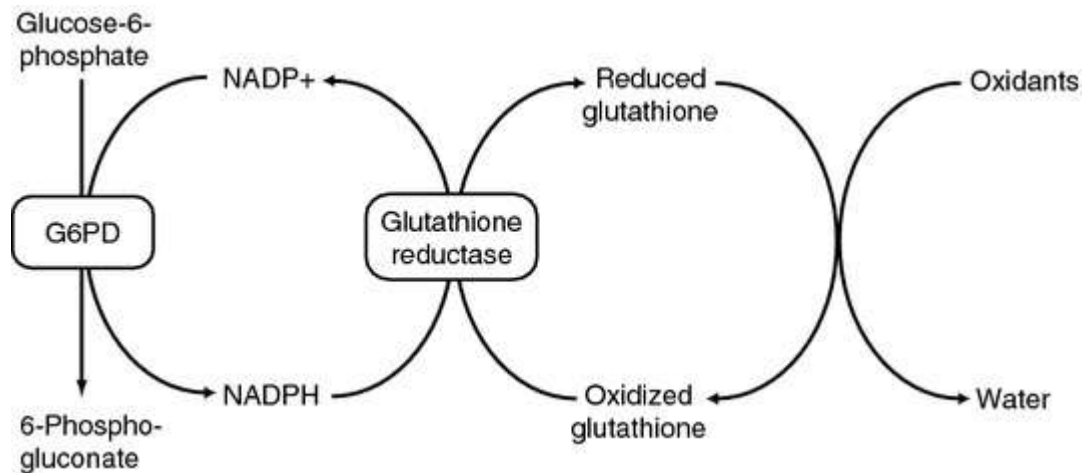 Glucose-6-
phosphate
NADP+
Reduced
glutathione
Oxidants
G6PD
Glutathione
reductase
NADPH
Oxidized
glutathione
Water
6-Phospho-
gluconate